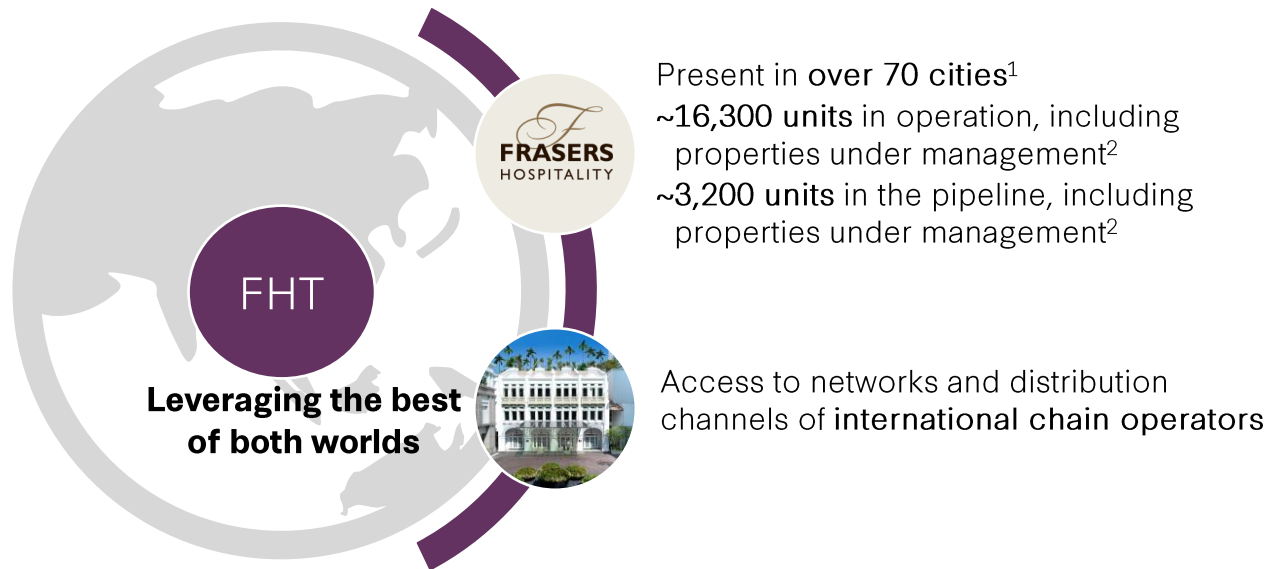 Present in over 70 cities¹
~16,300 units in operation, including
properties under management²
~3,200 units in the pipeline, including
properties under management²
F
FRASERS
HOSPITALITY
FHT
Leveraging the best
of both worlds
Access to networks and distribution
channels of international chain operators